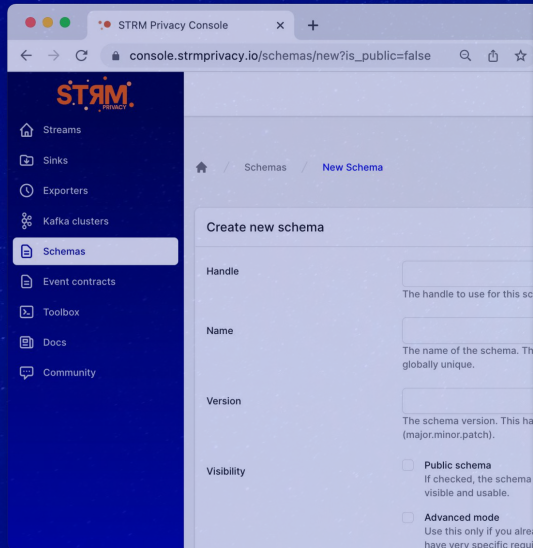 STRM Privacy Console
console.strmprivacy.io/schemas/new?is_public=false
STRM
PRIVACY
Streams
Sinks
Exporters
Kafka clusters
Schemas
Event contracts
Toolbox
Docs
Community
/ Schemas / New Schema
Create new schema
Handle
The handle to use for this sc
Name
The name of the schema. Th
globally unique.
Version
The schema version. This ha
(major.minor.patch).
Visibility
Public schema
If checked, the schema
visible and usable.
Advanced mode
Use this only if you alrea
have very specific requi